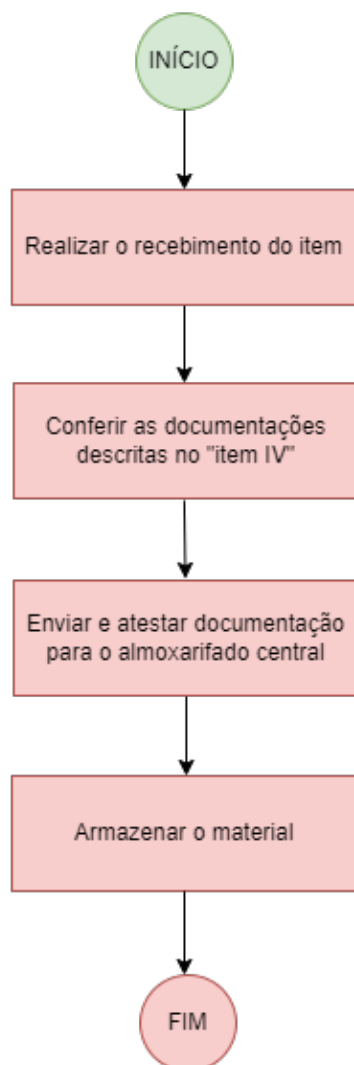 INÍCIO
Realizar o recebimento do item
Conferir as documentações
descritas no "item IV"
Enviar e atestar documentação
para o almoxarifado central
Armazenar o material
FIM